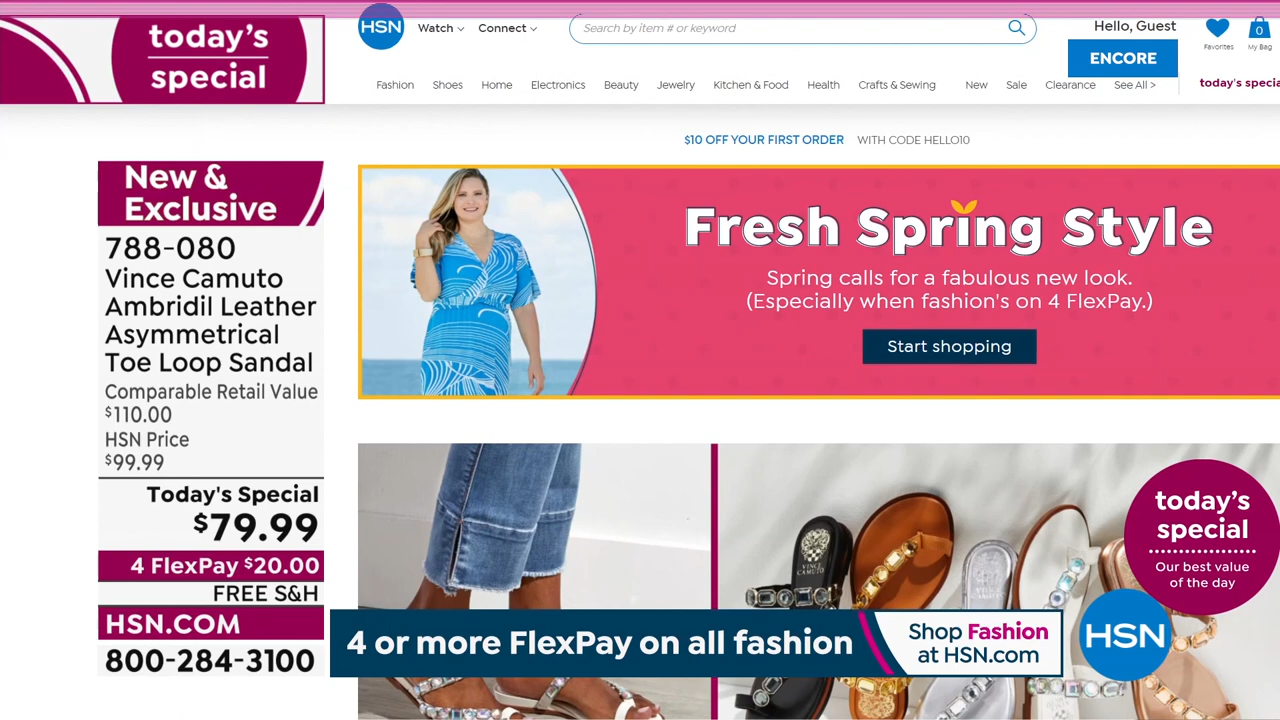 today's
special
HSN
Watch
Connect
Search by item # or keyword
Hello, Guest
ENCORE
Favorites
0
My Bag
Fashion Shoes Home Electronics Beauty Jewelry Kitchen & Food Health Crafts & Sewing New Sale Clearance See All >
today's specia
$10 OFF YOUR FIRST ORDER WITH CODE HELLO10
New &
Exclusive
788-080
Vince Camuto
Ambridil Leather
Asymmetrical
Toe Loop Sandal
Comparable Retail Value
$110.00
HSN Price
$99.99
Today's Special
$79.99
4 FlexPay $20.00
FREE S&H
HSN.COM
800-284-3100
Fresh Spring Style
Spring calls for a fabulous new look.
(Especially when fashion's on 4 FlexPay.)
Start shopping
VINCE
CAMUTO
today's
special
Our best value
of the day
4 or more FlexPay on all fashion
Shop Fashion
at HSN.com
HSN